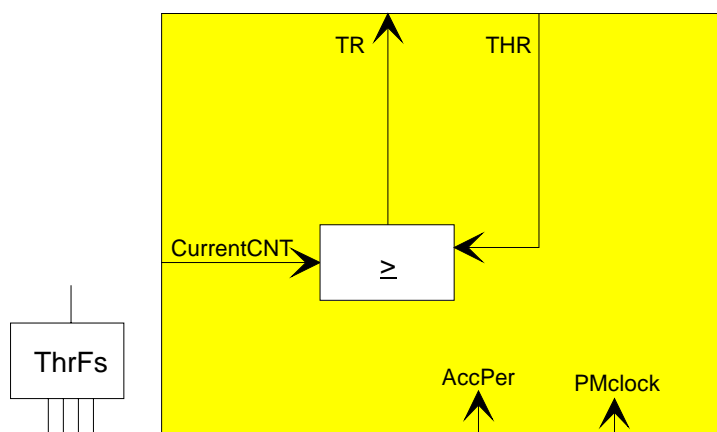 TR
THR
CurrentCNT
≥
ThrFs
AccPer
PMclock